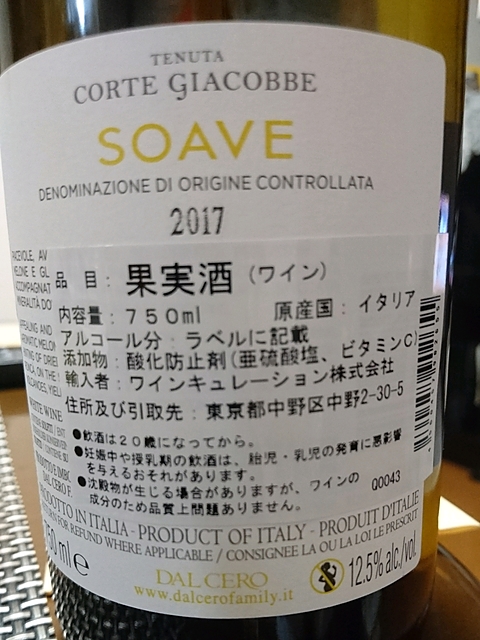 TENUTA
CORTE GIACOBBE
SOAVE
DENOMINAZIONE DI ORIGINE CONTROLLATA
2017
品 目: 果実酒 (ワイン)
内容量: 750ml 原産国: イタリア
アルコール分: ラベルに記載
添加物: 酸化防止剤(亜硫酸塩、ビタミンC)
輸入者: ワインキュレーション株式会社
住所及び引取先: 東京都中野区中野2-30-5
●飲酒は20歳になってから。
●妊娠中や授乳期の飲酒は、胎児・乳児の発育に悪影響
を与えるおそれがあります。
●沈殿物が生じる場合がありますが、ワインの
成分のため品質上問題ありません。
Q0043
WHITE WINE
PRODOTTO IN ITALIA - PRODUCT OF ITALY - PRODUIT D'ITALIE
FOR REFUND WHERE APPLICABLE / CONSIGNEE LA OU LA LOI LE PRESCRIT
750 ml e
DAL CERO
www.dalcerofamily.it
12.5% alc./vol.